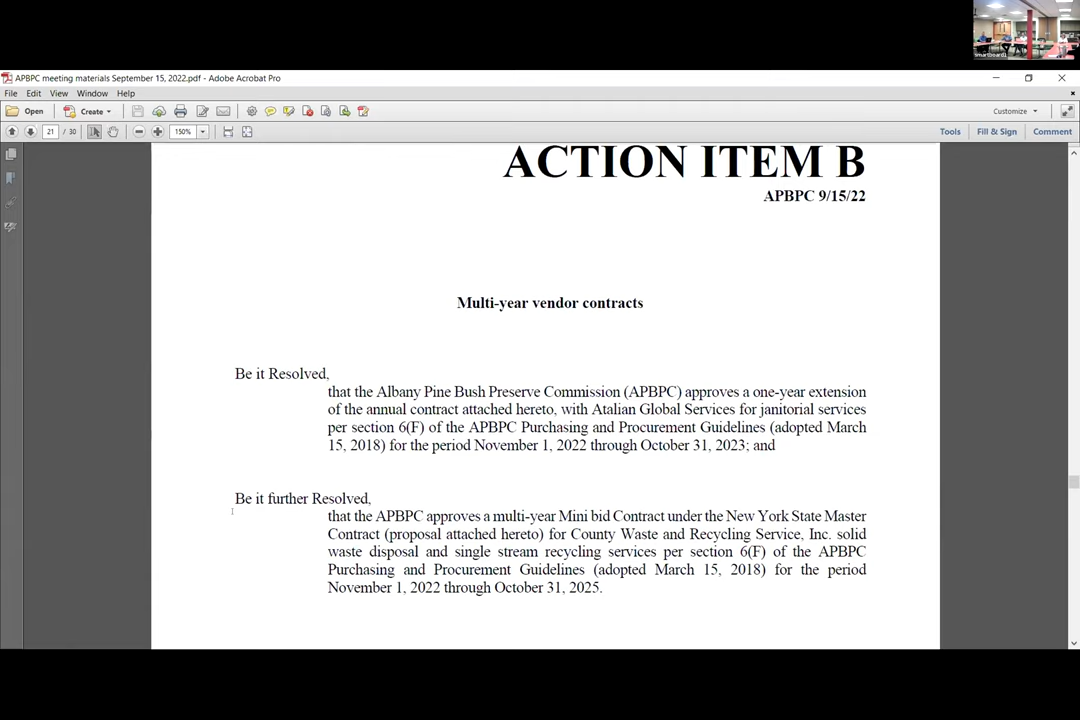 smartboard1
APBPC meeting materials September 15, 2022.pdf - Adobe Acrobat Pro
File Edit View Window Help
Open Create Customize
21 / 30 150% Tools Fill & Sign Comment
ACTION ITEM B
APBPC 9/15/22
Multi-year vendor contracts
Be it Resolved,
that the Albany Pine Bush Preserve Commission (APBPC) approves a one-year extension
of the annual contract attached hereto, with Atalian Global Services for janitorial services
per section 6(F) of the APBPC Purchasing and Procurement Guidelines (adopted March
15, 2018) for the period November 1, 2022 through October 31, 2023; and
Be it further Resolved,
that the APBPC approves a multi-year Mini bid Contract under the New York State Master
Contract (proposal attached hereto) for County Waste and Recycling Service, Inc. solid
waste disposal and single stream recycling services per section 6(F) of the APBPC
Purchasing and Procurement Guidelines (adopted March 15, 2018) for the period
November 1, 2022 through October 31, 2025.